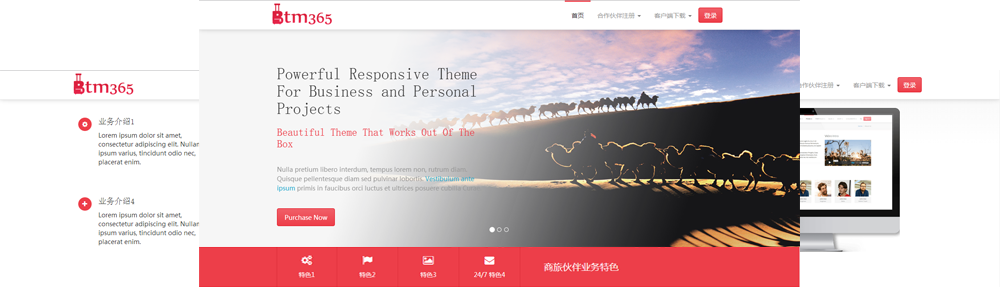 Btm365
首页
合作伙伴注册
客户端下载
登录
Powerful Responsive Theme
For Business and Personal
Projects
Beautiful Theme That Works Out Of The
Box
Nulla pretium libero interdum, tempus lorem non, rutrum diam.
Quisque pellentesque diam sed pulvinar lobortis. Vestibulum ante
ipsum primis in faucibus orci luctus et ultrices posuere cubilia Curae.
Purchase Now
特色1
特色2
特色3
24/7 特色4
商旅伙伴业务特色
Btm365
业务介绍1
Lorem ipsum dolor sit amet,
consectetur adipiscing elit. Nullam
ipsum varius, tincidunt odio nec,
placerat enim.
业务介绍4
Lorem ipsum dolor sit amet,
consectetur adipiscing elit. Nullam
ipsum varius, tincidunt odio nec,
placerat enim.
合作伙伴注册
客户端下载
登录